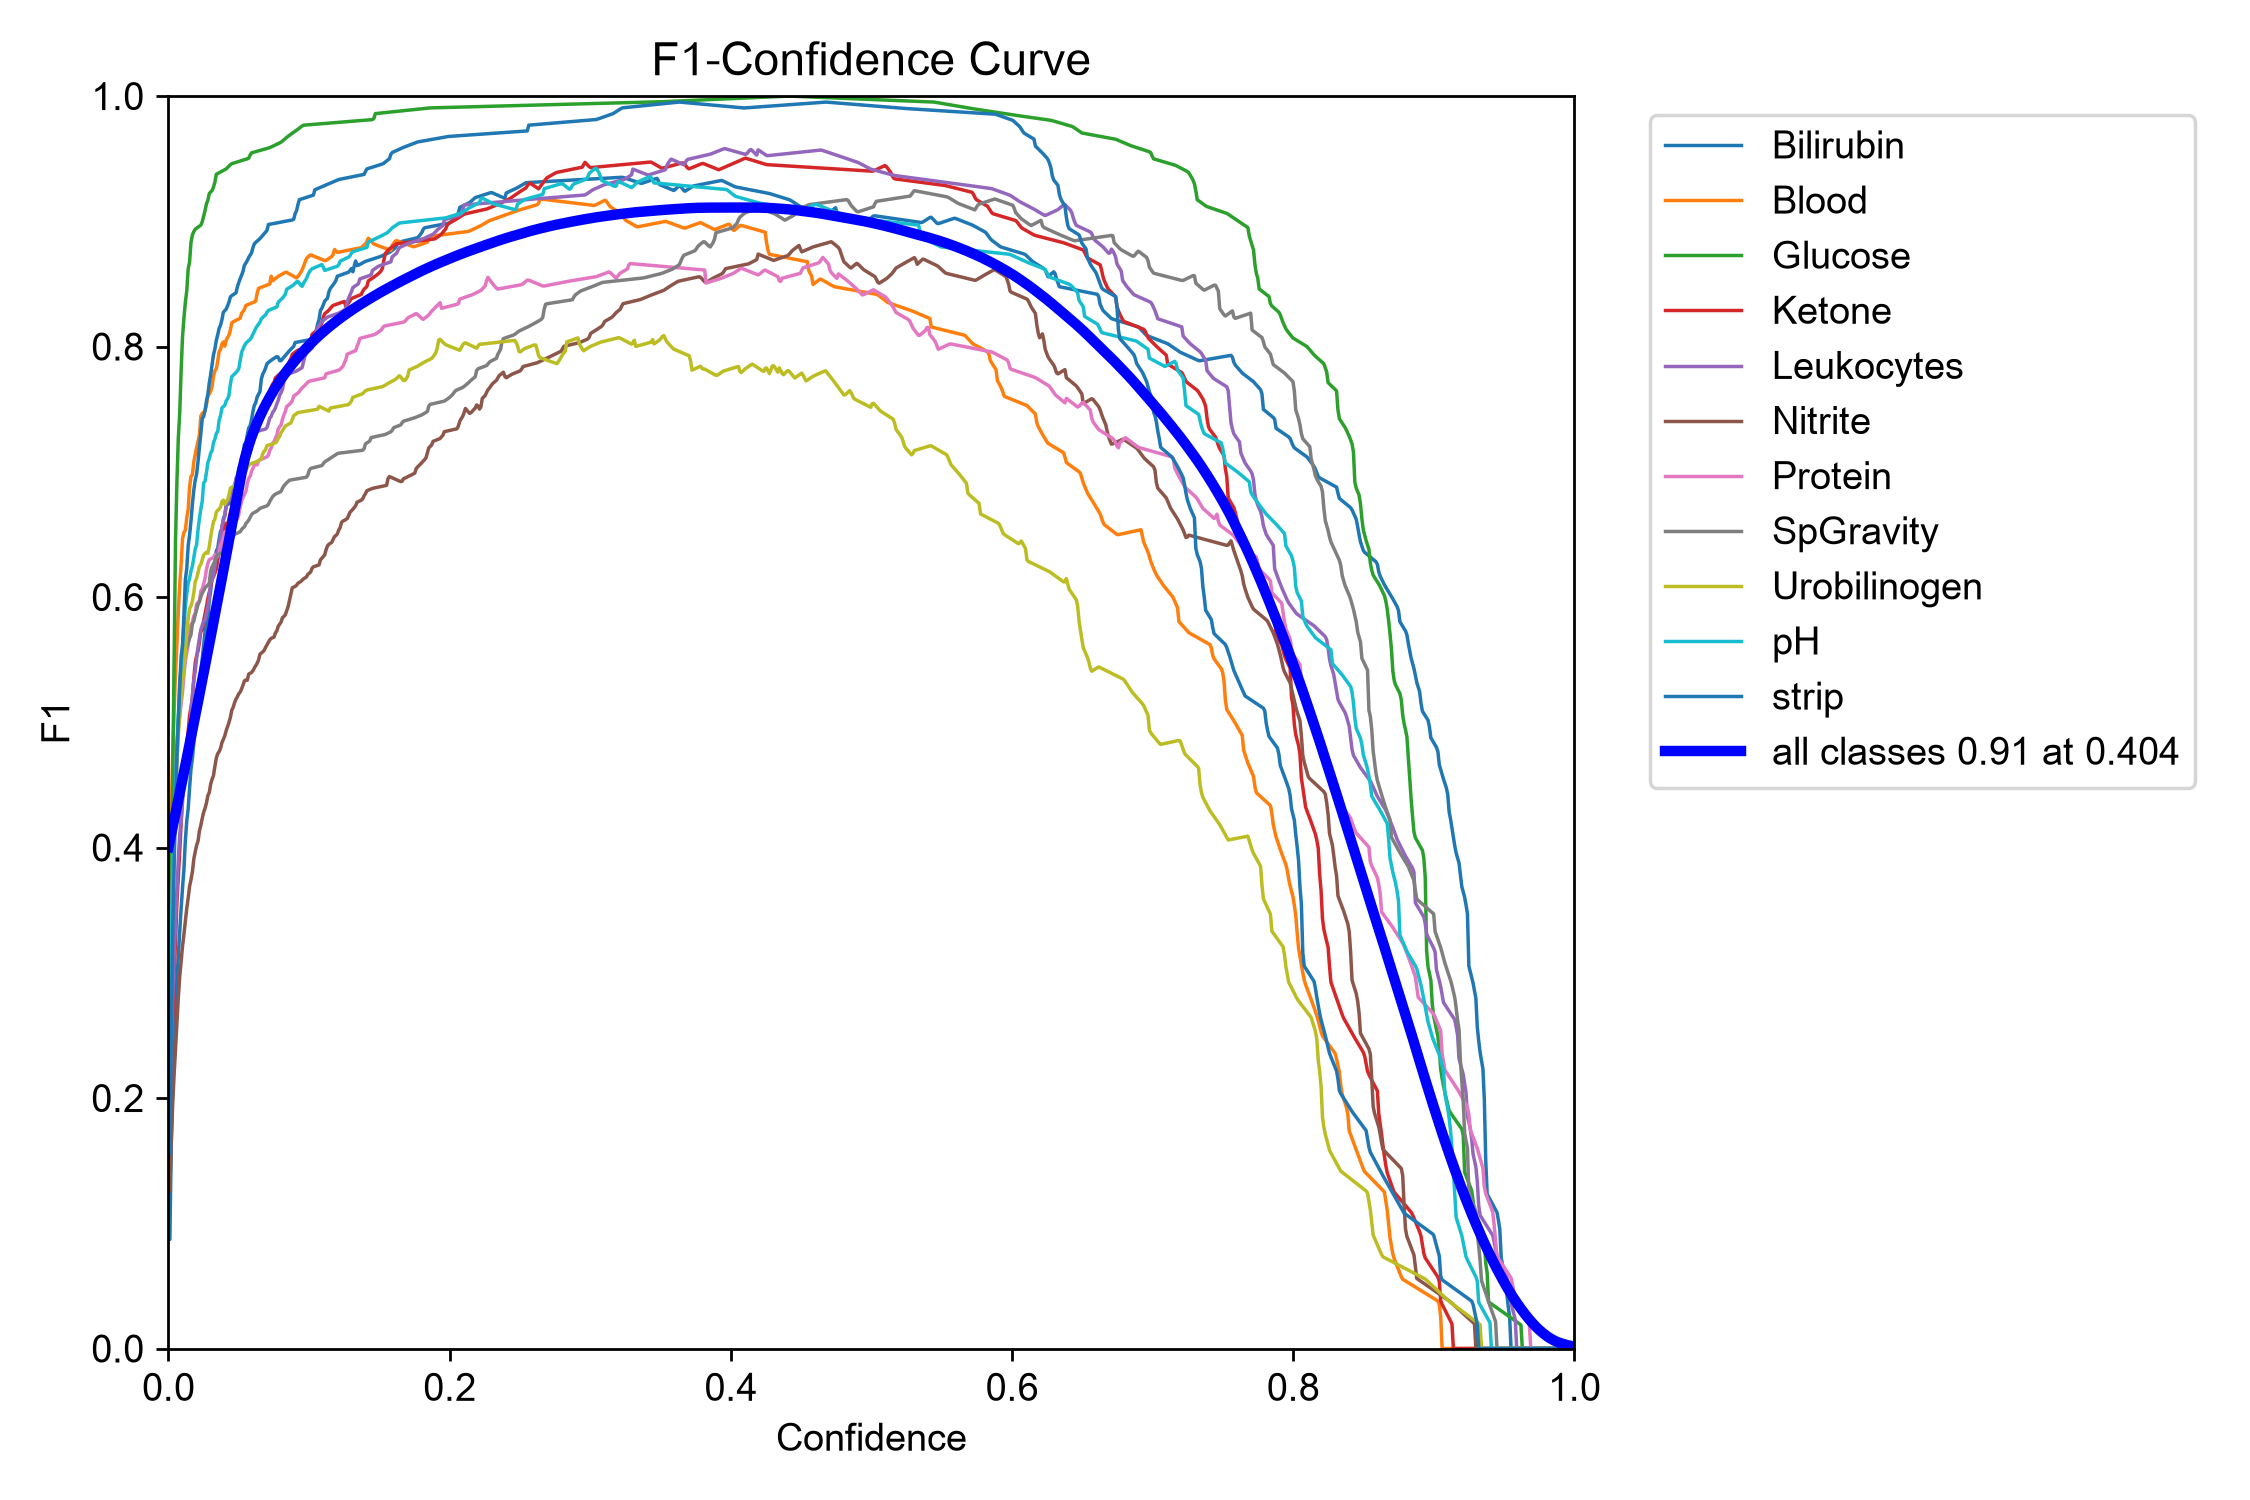 F1-Confidence Curve
1.0
0.8
0.6
0.4
0.2
0.0
F1
0.0 0.2 0.4 0.6 0.8 1.0
Confidence
Bilirubin
Blood
Glucose
Ketone
Leukocytes
Nitrite
Protein
SpGravity
Urobilinogen
pH
strip
all classes 0.91 at 0.404